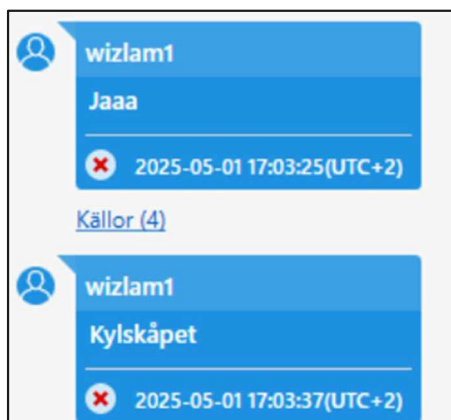 wizlam1
Jaaa
2025-05-01 17:03:25(UTC+2)
Källor (4)
wizlam1
Kylskåpet
2025-05-01 17:03:37(UTC+2)